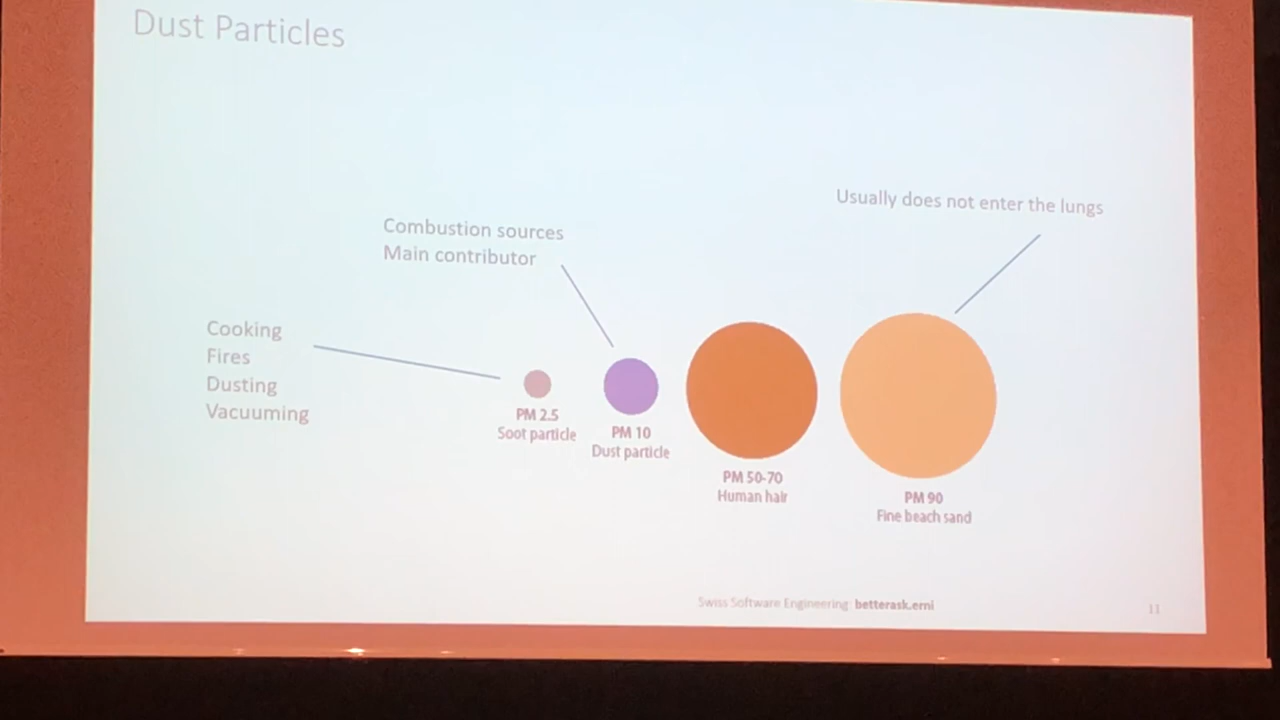 Dust Particles
Usually does not enter the lungs
Combustion sources
Main contributor
Cooking
Fires
Dusting
Vacuuming
PM 2.5
Soot particle
PM 10
Dust particle
PM 50-70
Human hair
PM 90
Fine beach sand
Swiss Software Engineering betterask.erni
11